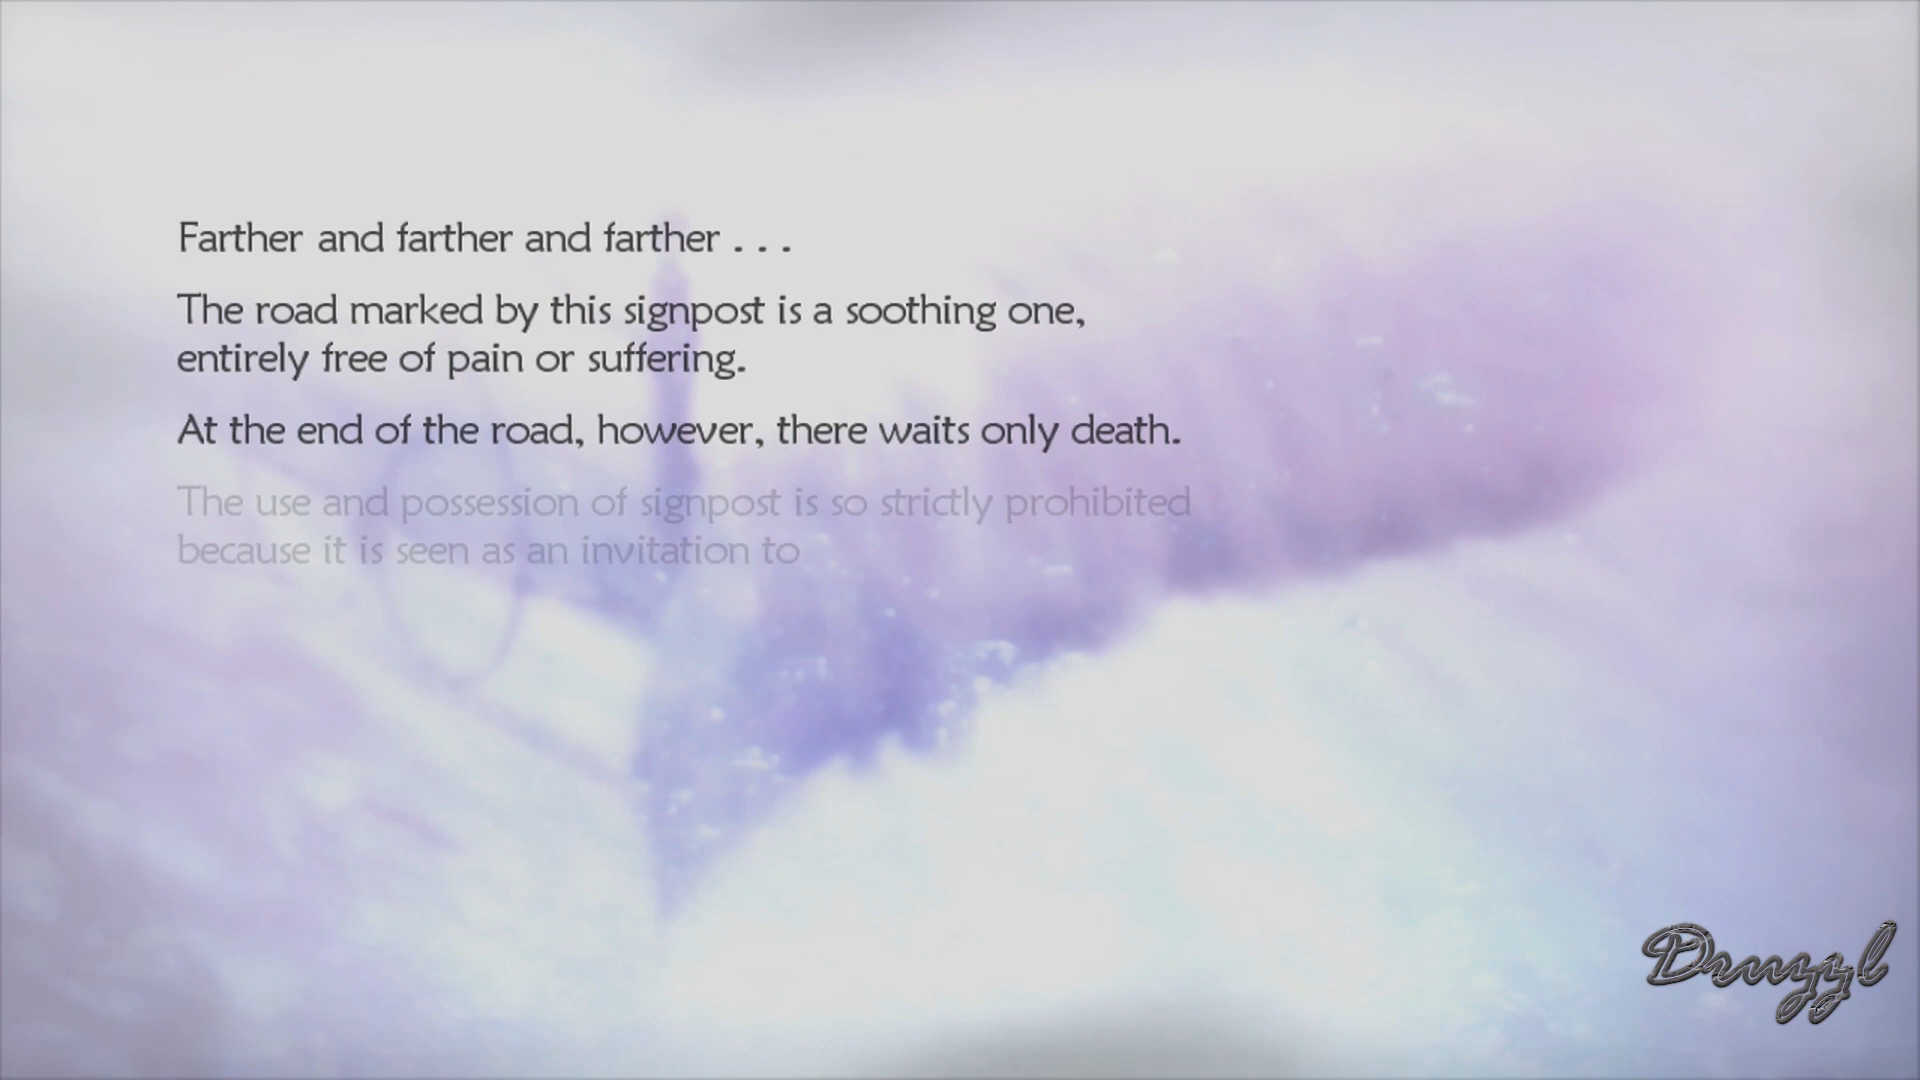 Farther and farther and farther . . .
The road marked by this signpost is a soothing one,
entirely free of pain or suffering.
At the end of the road, however, there waits only death.
The use and possession of signpost is so strictly prohibited
because it is seen as an invitation to
Druzzl